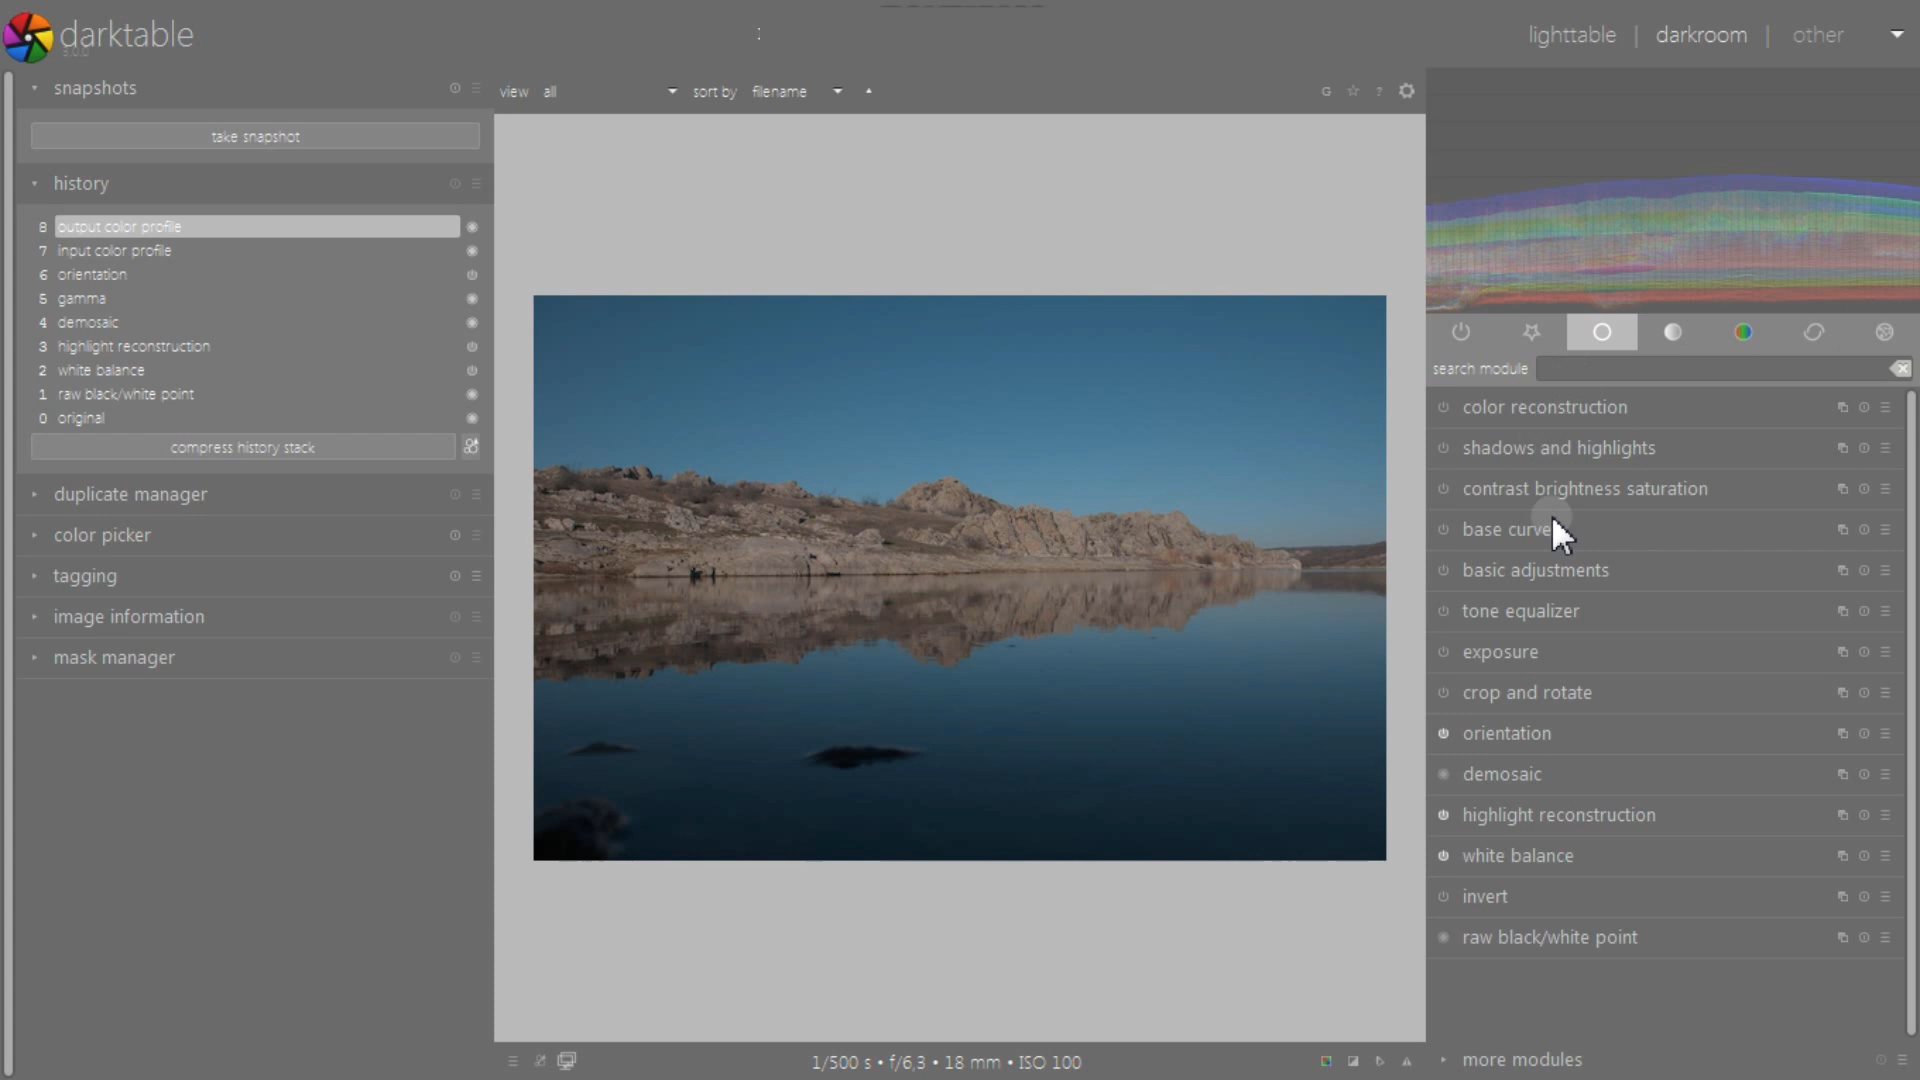 darktable
3.0.0
lighttable | darkroom | other
snapshots
take snapshot
history
8 output color profile
7 input color profile
6 orientation
5 gamma
4 demosaic
3 highlight reconstruction
2 white balance
1 raw black/white point
0 original
compress history stack
duplicate manager
color picker
tagging
image information
mask manager
view all sort by filename
G ?
1/500 s • f/6,3 • 18 mm • ISO 100
search module
color reconstruction
shadows and highlights
contrast brightness saturation
base curve
basic adjustments
tone equalizer
exposure
crop and rotate
orientation
demosaic
highlight reconstruction
white balance
invert
raw black/white point
more modules